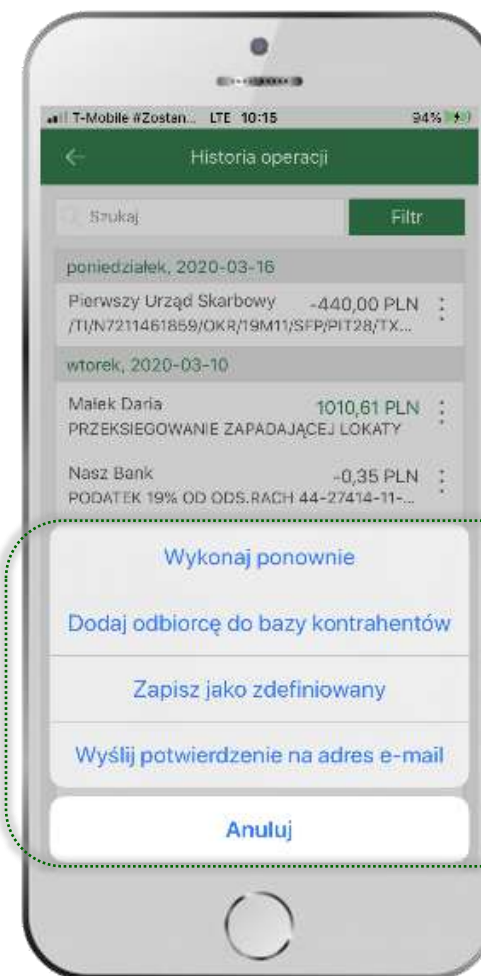 T-Mobile #Zostan... LTE 10:15 94%
Historia operacji
Szukaj Filtr
poniedziałek, 2020-03-16
Pierwszy Urząd Skarbowy -440,00 PLN
/TI/N7211461859/OKR/19M11/SFP/PIT28/TX...
wtorek, 2020-03-10
Małek Daria 1010,61 PLN
PRZEKSIEGOWANIE ZAPADAJĄCEJ LOKATY
Nasz Bank -0,35 PLN
PODATEK 19% OD ODS.RACH 44-27414-11-...
Wykonaj ponownie
Dodaj odbiorcę do bazy kontrahentów
Zapisz jako zdefiniowany
Wyślij potwierdzenie na adres e-mail
Anuluj